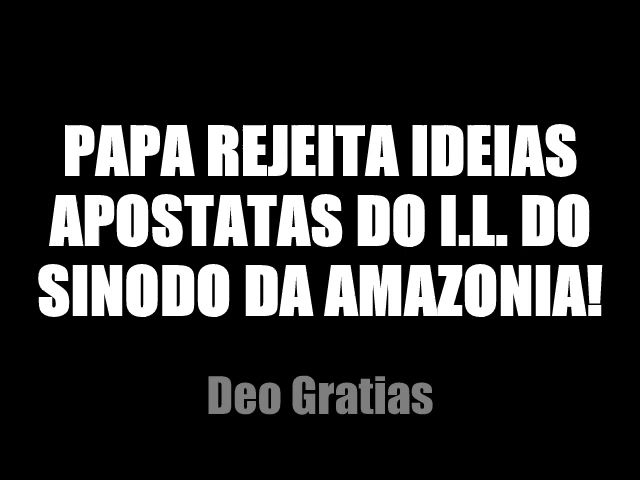 PAPA REJEITA IDEIAS
APOSTATAS DO I.L. DO
SINODO DA AMAZONIA!
Deo Gratias